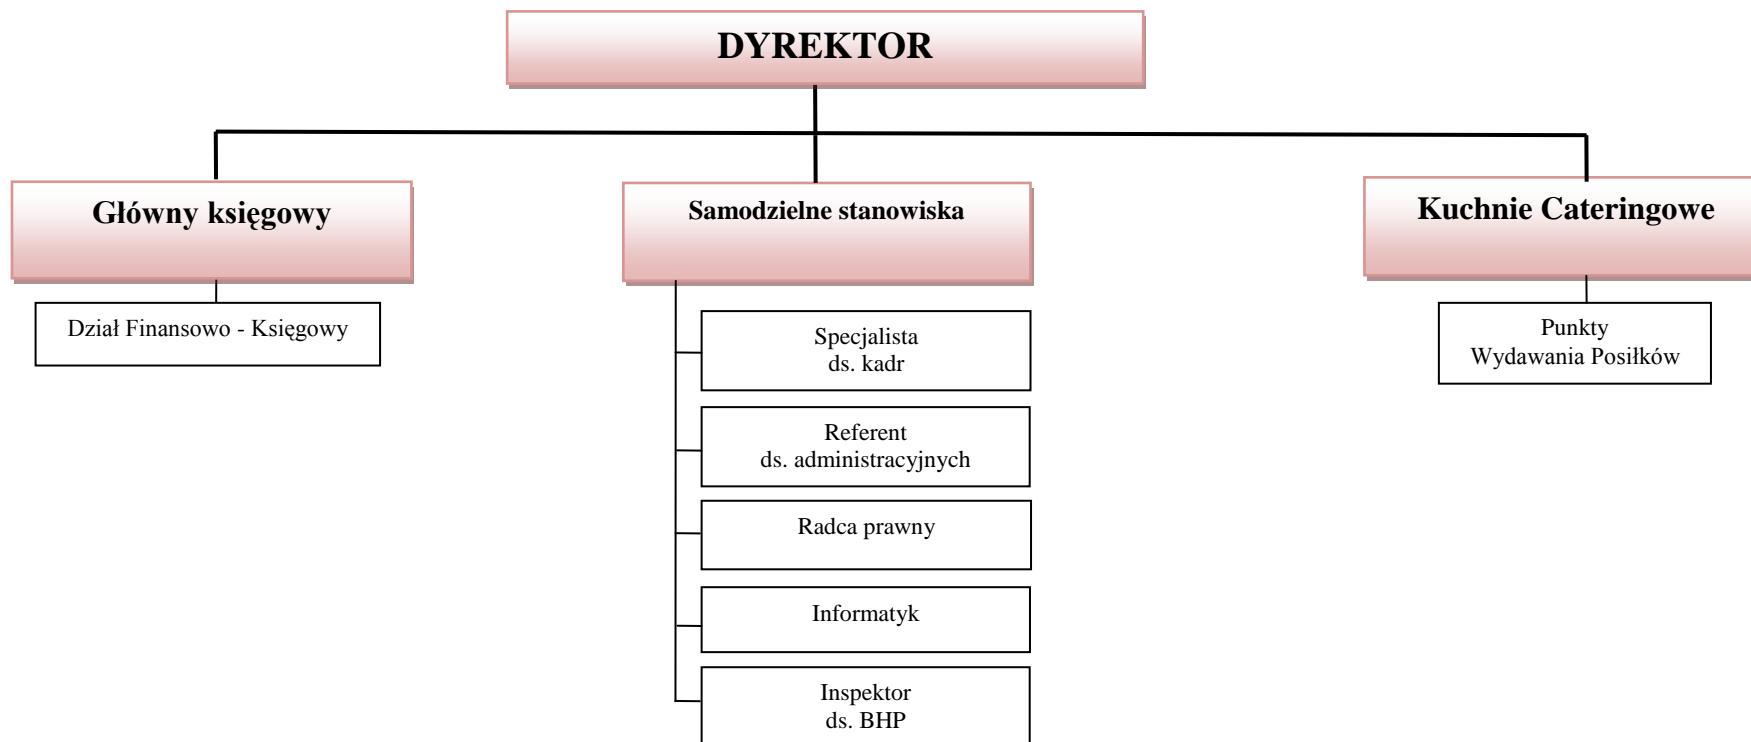 DYREKTOR
Główny księgowy
Samodzielne stanowiska
Kuchnie Cateringowe
Dział Finansowo - Księgowy
Specjalista
ds. kadr
Referent
ds. administracyjnych
Radca prawny
Informatyk
Inspektor
ds. BHP
Punkty
Wydawania Posiłków